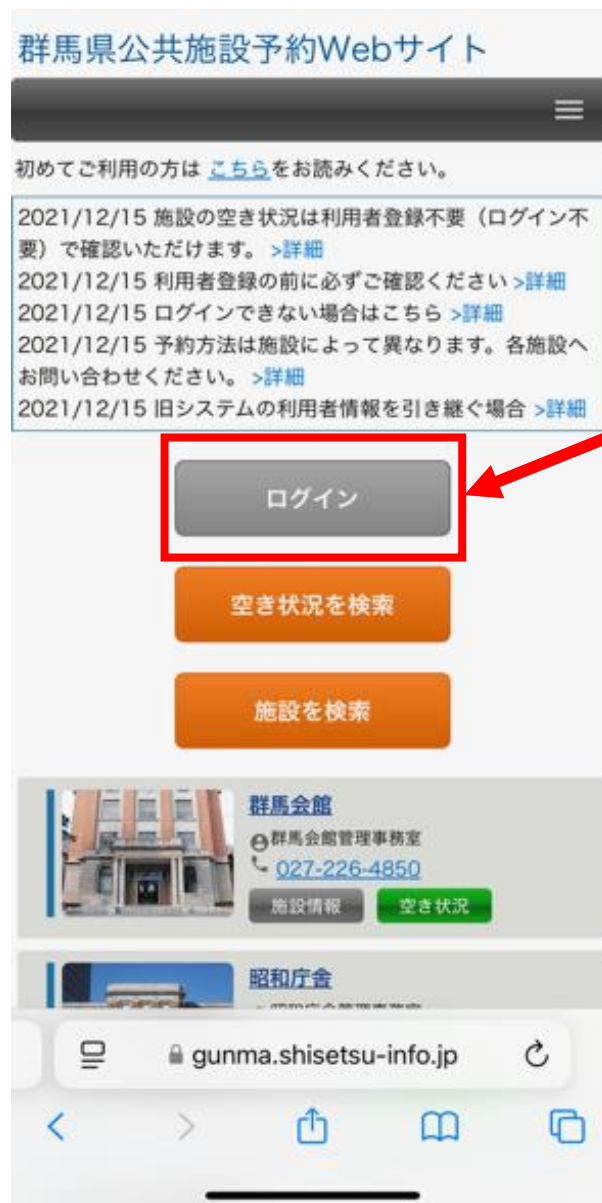 群馬県公共施設予約Webサイト
初めてご利用の方は こちらをお読みください。
2021/12/15 施設の空き状況は利用者登録不要（ログイン不
要）で確認いただけます。 >詳細
2021/12/15 利用者登録の前に必ずご確認ください >詳細
2021/12/15 ログインできない場合はこちら >詳細
2021/12/15 予約方法は施設によって異なります。各施設へ
お問い合わせください。 >詳細
2021/12/15 旧システムの利用者情報を引き継ぐ場合 >詳細
ログイン
空き状況を検索
施設を検索
群馬会館
群馬会館管理事務室
027-226-4850
施設情報 空き状況
昭和庁舎
gunma.shisetsu-info.jp